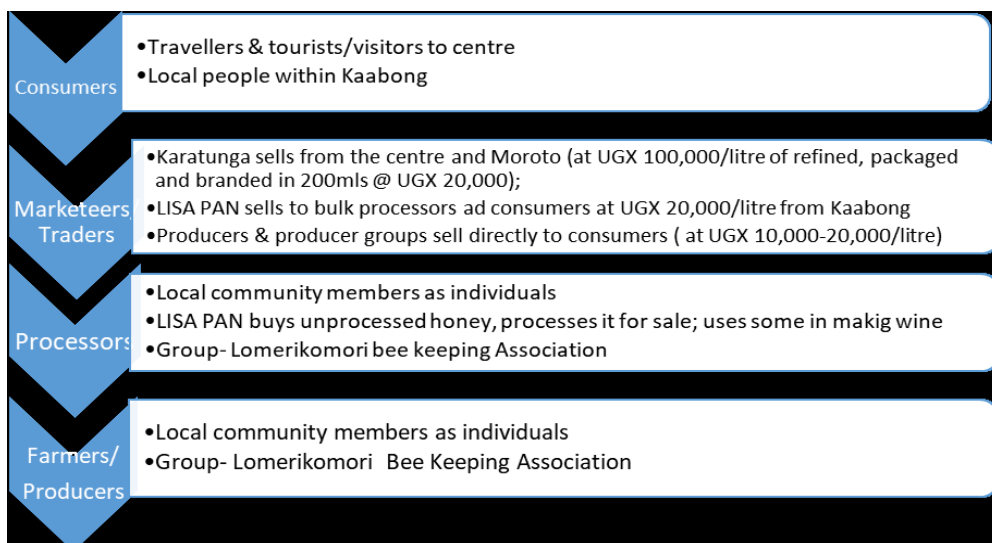 Consumers
•Travellers & tourists/visitors to centre
•Local people within Kaabong
Marketeers/
Traders
•Karatunga sells from the centre and Moroto (at UGX 100,000/litre of refined, packaged
and branded in 200mls @ UGX 20,000);
•LISA PAN sells to bulk processors ad consumers at UGX 20,000/litre from Kaabong
•Producers & producer groups sell directly to consumers ( at UGX 10,000-20,000/litre)
Processors
•Local community members as individuals
•LISA PAN buys unprocessed honey, processes it for sale; uses some in makig wine
•Group- Lomerikomori bee keeping Association
Farmers/
Producers
•Local community members as individuals
•Group- Lomerikomori Bee Keeping Association